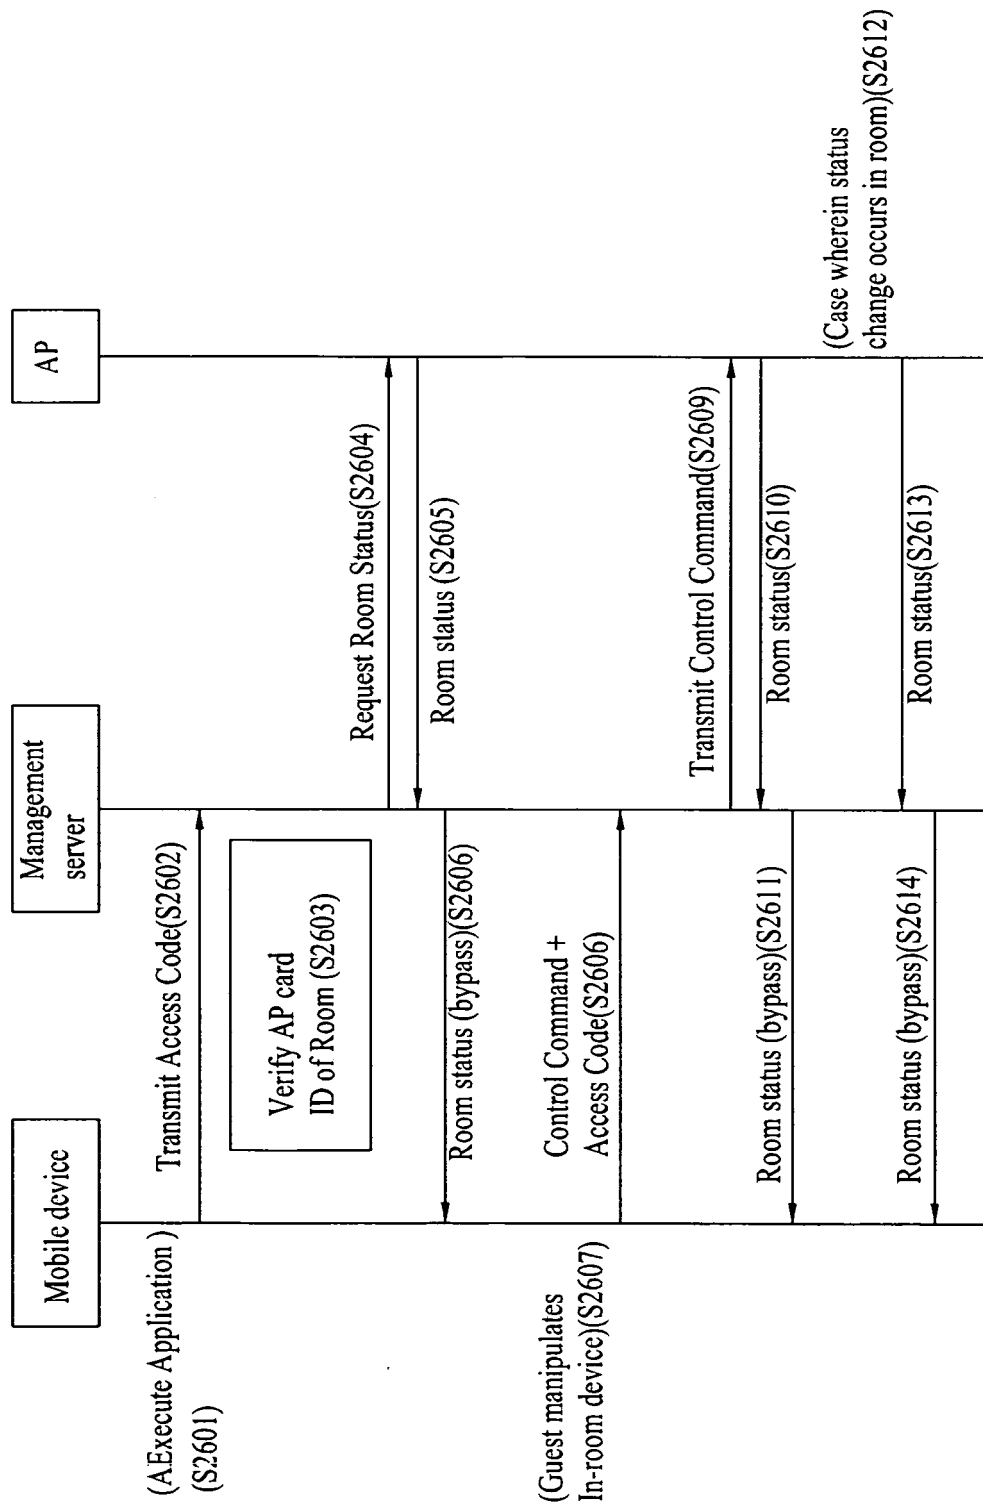 Mobile device
Management
server
AP
(A.Execute Application )
(S2601)
Transmit Access Code(S2602)
Verify AP card
ID of Room (S2603)
Request Room Status(S2604)
Room status (S2605)
Room status (bypass)(S2606)
(Guest manipulates
In-room device)(S2607)
Control Command +
Access Code(S2606)
Transmit Control Command(S2609)
Room status(S2610)
Room status (bypass)(S2611)
(Case wherein status
change occurs in room)(S2612)
Room status(S2613)
Room status (bypass)(S2614)